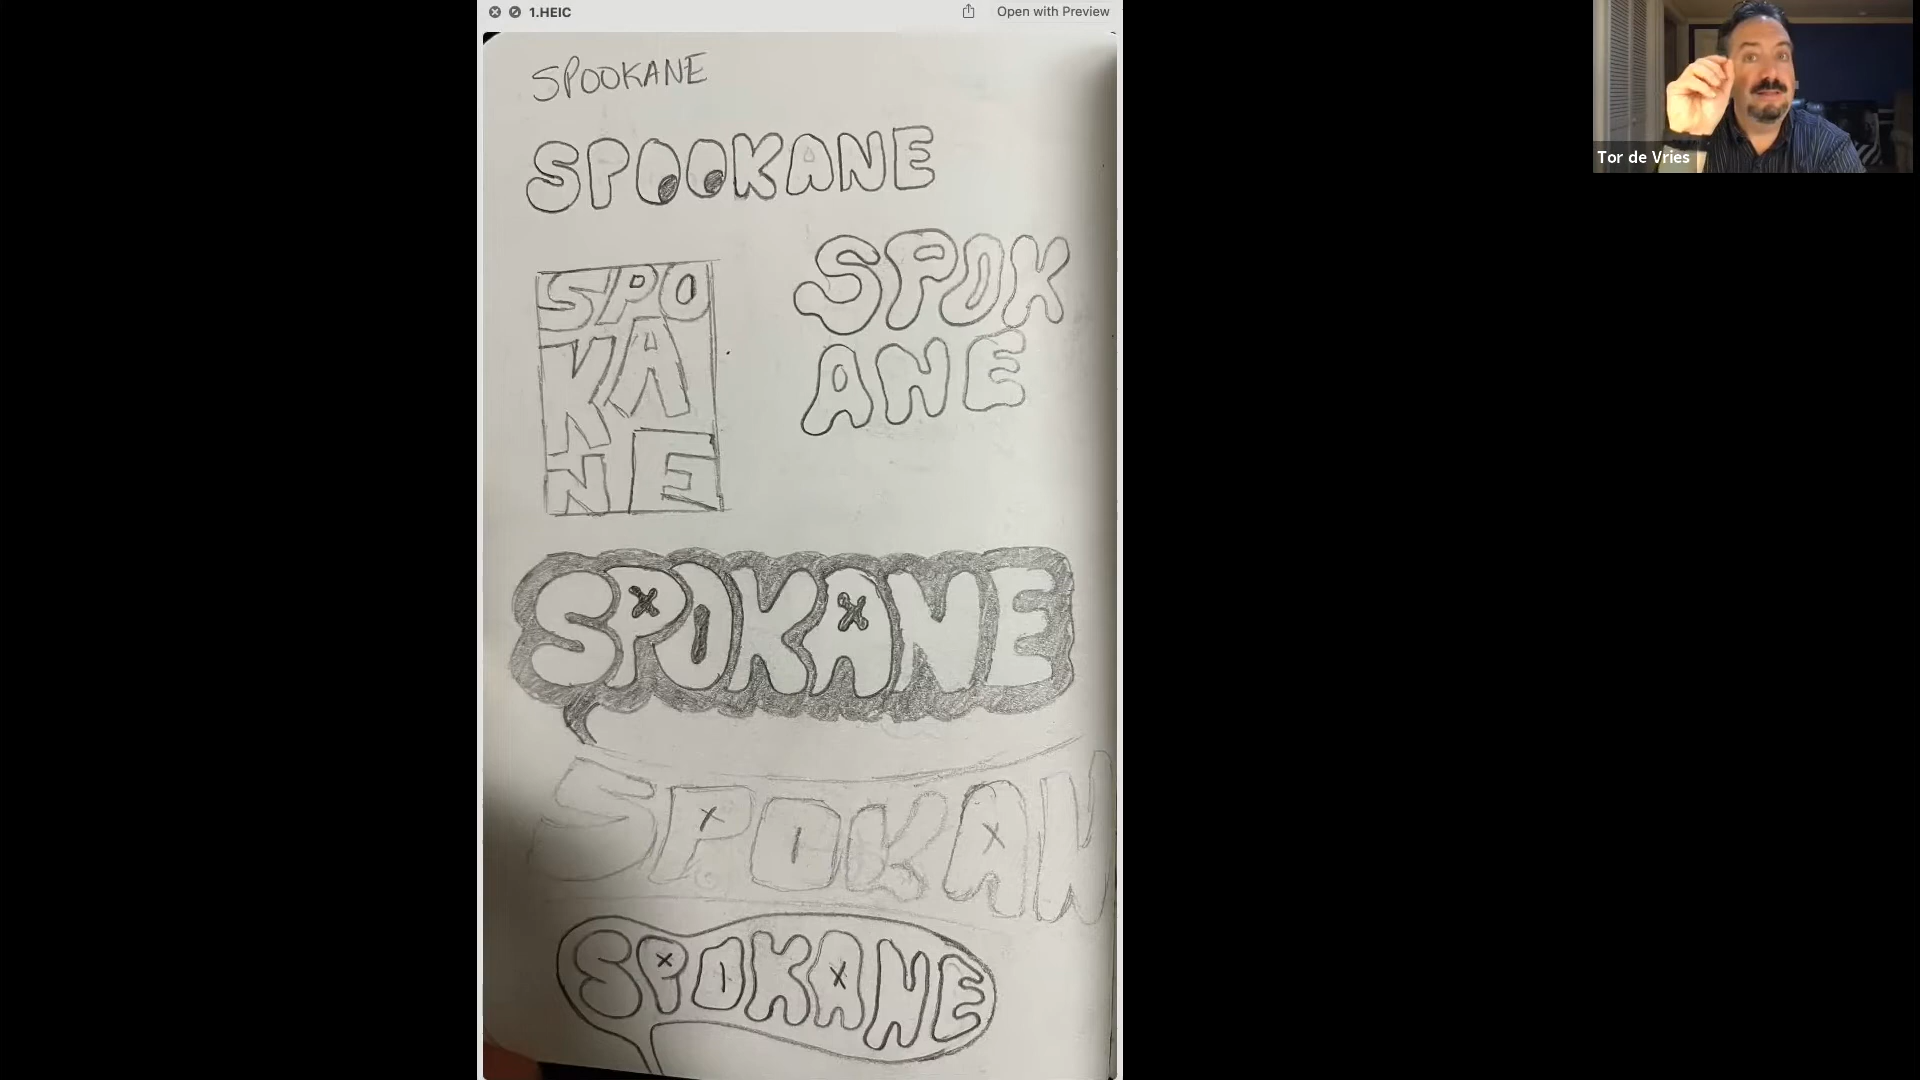 1.HEIC
Open with Preview
Tor de Vries
SPOOKANE
SPOOKANE
SPO
KA
NE
SPOK
ANE
SPOKANE
SPOKAN
SPOKANE